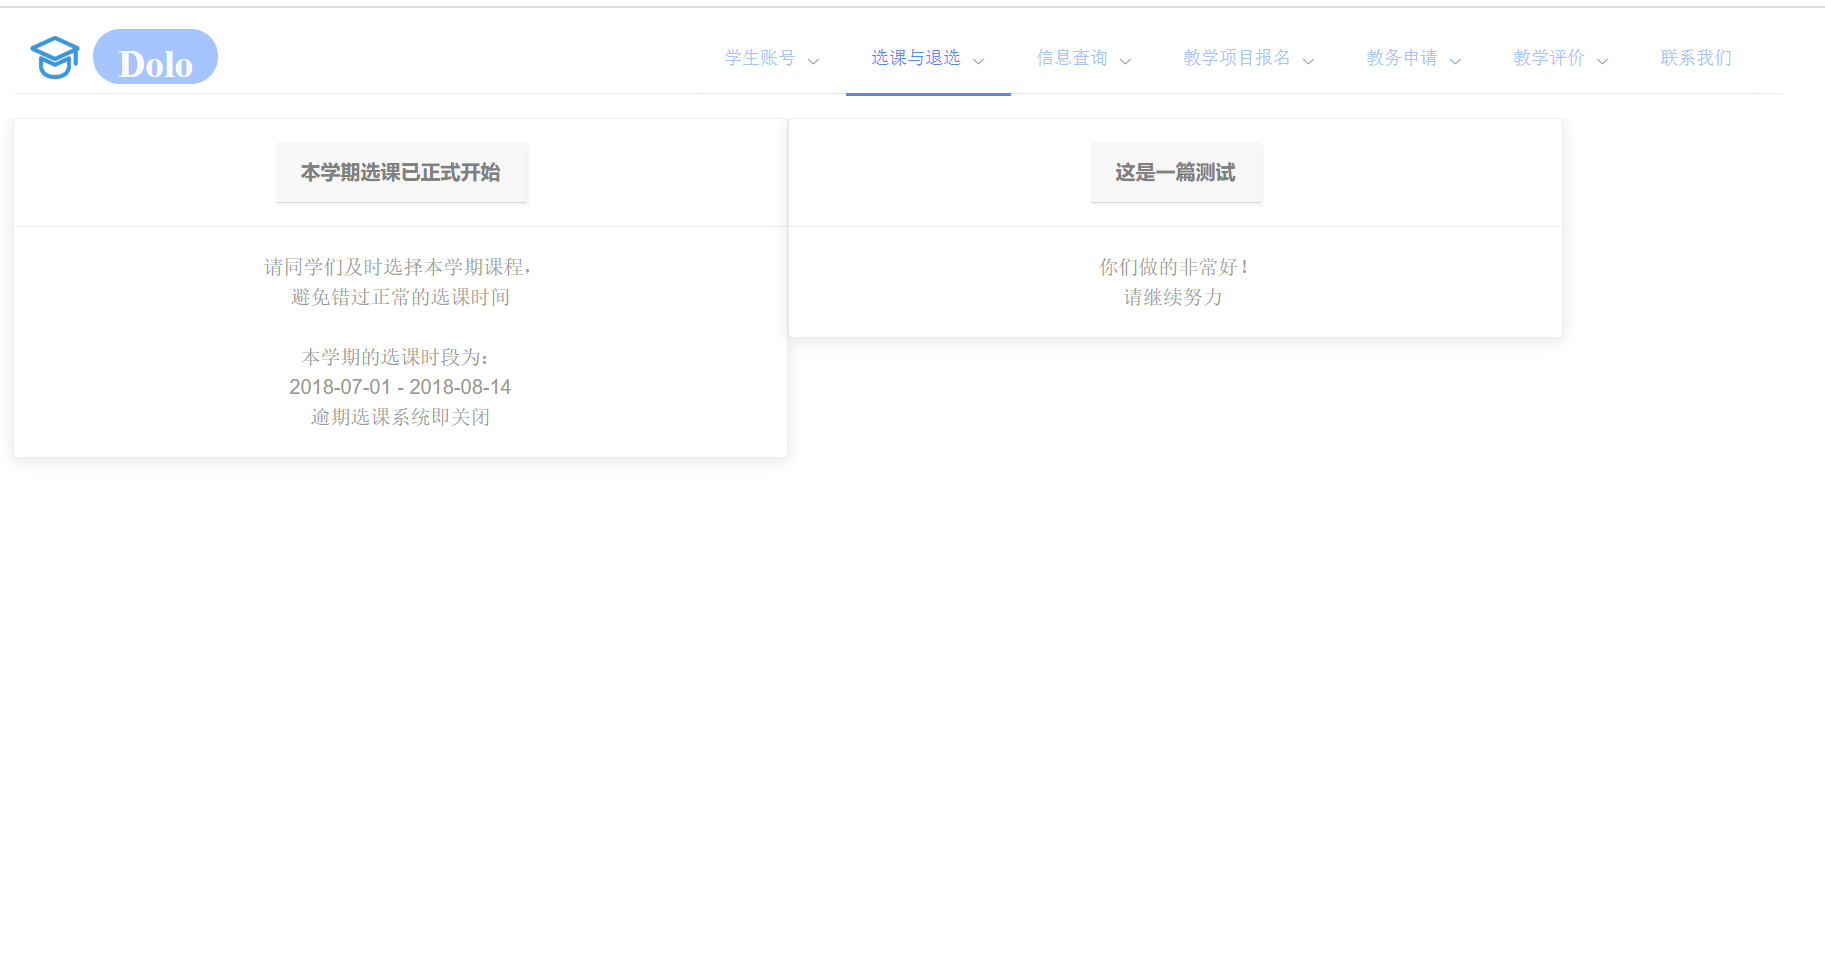 Dolo
学生账号
选课与退选
信息查询
教学项目报名
教务申请
教学评价
联系我们
本学期选课已正式开始
请同学们及时选择本学期课程，
避免错过正常的选课时间
本学期的选课时段为：
2018-07-01 - 2018-08-14
逾期选课系统即关闭
这是一篇测试
你们做的非常好！
请继续努力